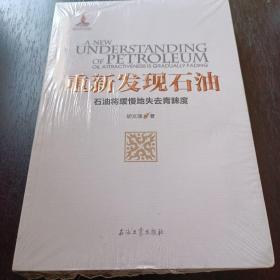 A NEW
UNDERSTANDING
OF PETROLEUM
OIL ATTRACTIVENESS IS GRADUALLY FADING
重新发现石油
石油将缓慢地失去青睐度
著
石油工业出版社